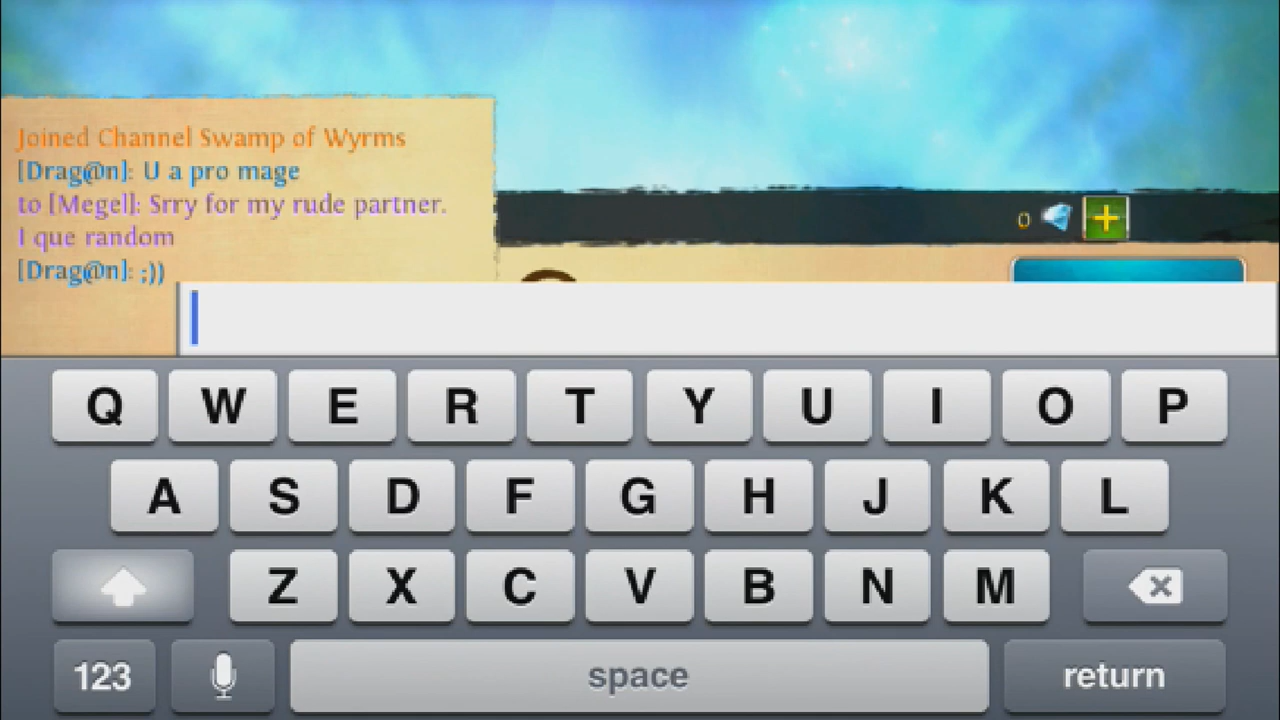 Joined Channel Swamp of Wyrms
[Drag@n]: U a pro mage
to [Megel]: Srry for my rude partner.
I que random
[Drag@n]: ;))
0
Q W E R T Y U I O P
A S D F G H J K L
Z X C V B N M
123 space return